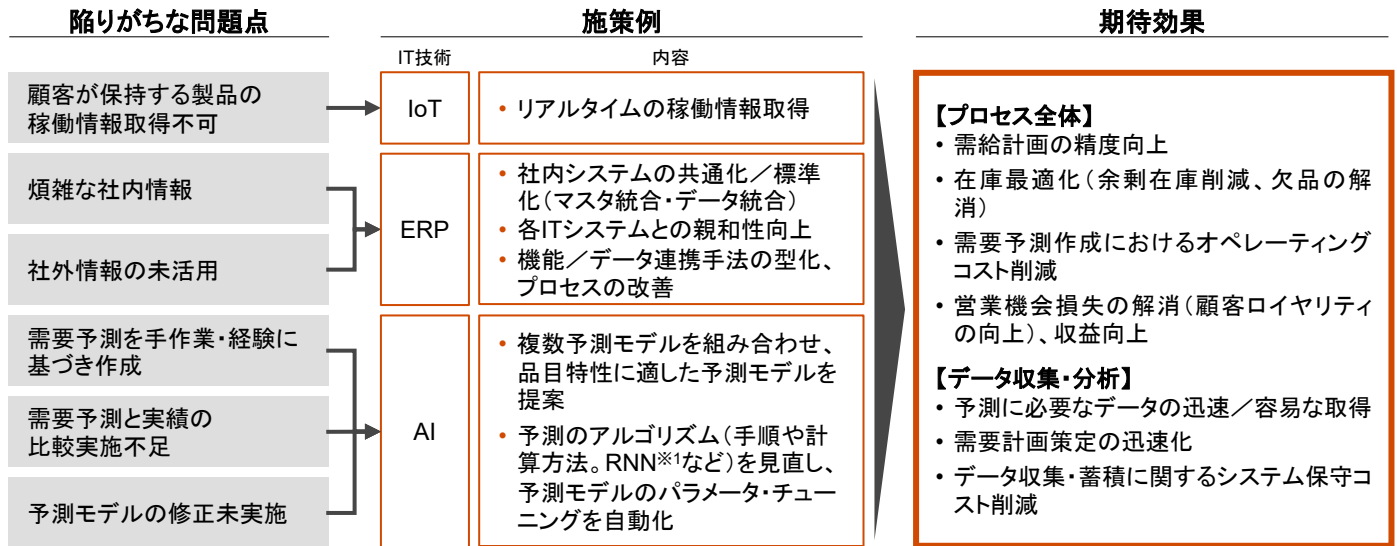 陥りがちな問題点
施策例
期待効果
IT技術
内容
顧客が保持する製品の
稼働情報取得不可
IoT
• リアルタイムの稼働情報取得
煩雑な社内情報
社外情報の未活用
ERP
• 社内システムの共通化／標準
化（マスタ統合・データ統合）
• 各ITシステムとの親和性向上
• 機能／データ連携手法の型化、
プロセスの改善
需要予測を手作業・経験に
基づき作成
需要予測と実績の
比較実施不足
予測モデルの修正未実施
AI
• 複数予測モデルを組み合わせ、
品目特性に適した予測モデルを
提案
• 予測のアルゴリズム（手順や計
算方法。RNN※1など）を見直し、
予測モデルのパラメータ・チュー
ニングを自動化
【プロセス全体】
• 需給計画の精度向上
• 在庫最適化（余剰在庫削減、欠品の解
消）
• 需要予測作成におけるオペレーティング
コスト削減
• 営業機会損失の解消（顧客ロイヤリティ
の向上）、収益向上
【データ収集・分析】
• 予測に必要なデータの迅速／容易な取得
• 需要計画策定の迅速化
• データ収集・蓄積に関するシステム保守コ
スト削減